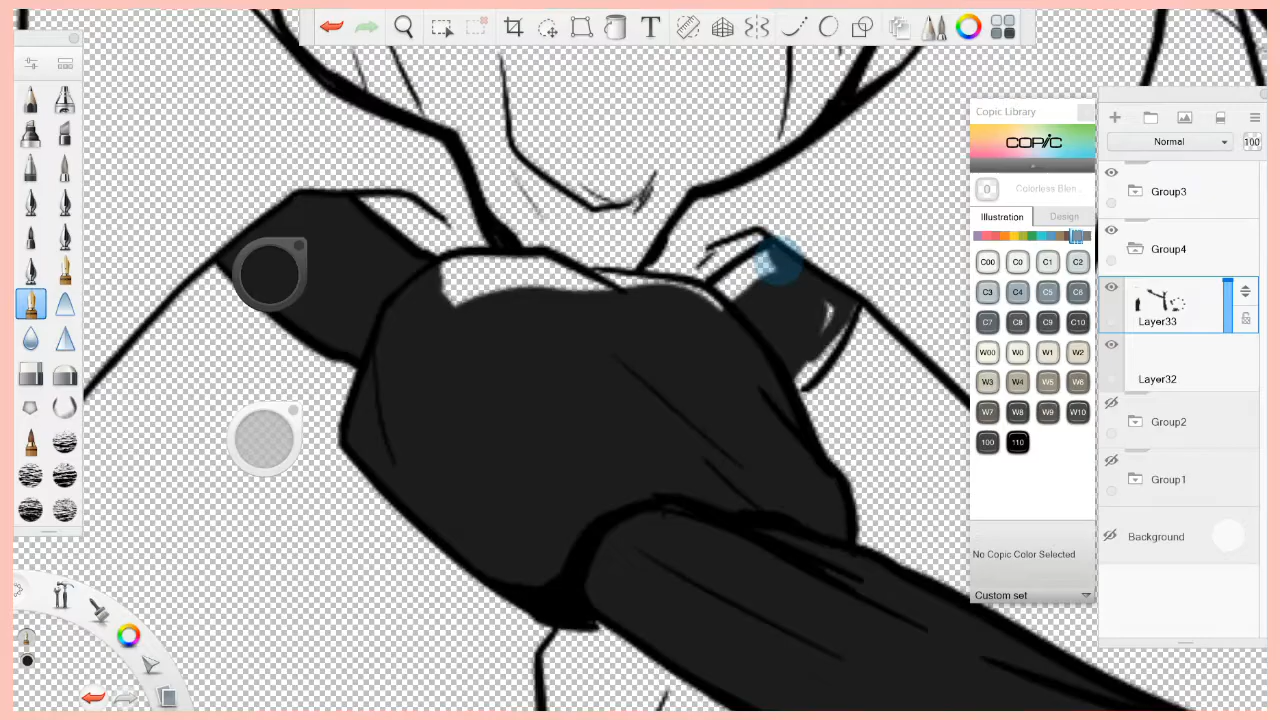 T
Copic Library
COPIC
0 Colorless Blen...
Illustration Design
C00 C0 C1 C2
C3 C4 C5 C6
C7 C8 C9 C10
W00 W0 W1 W2
W3 W4 W5 W6
W7 W8 W9 W10
100 110
No Copic Color Selected
Custom set
Normal 100
Group3
Group4
Layer33
Layer32
Group2
Group1
Background